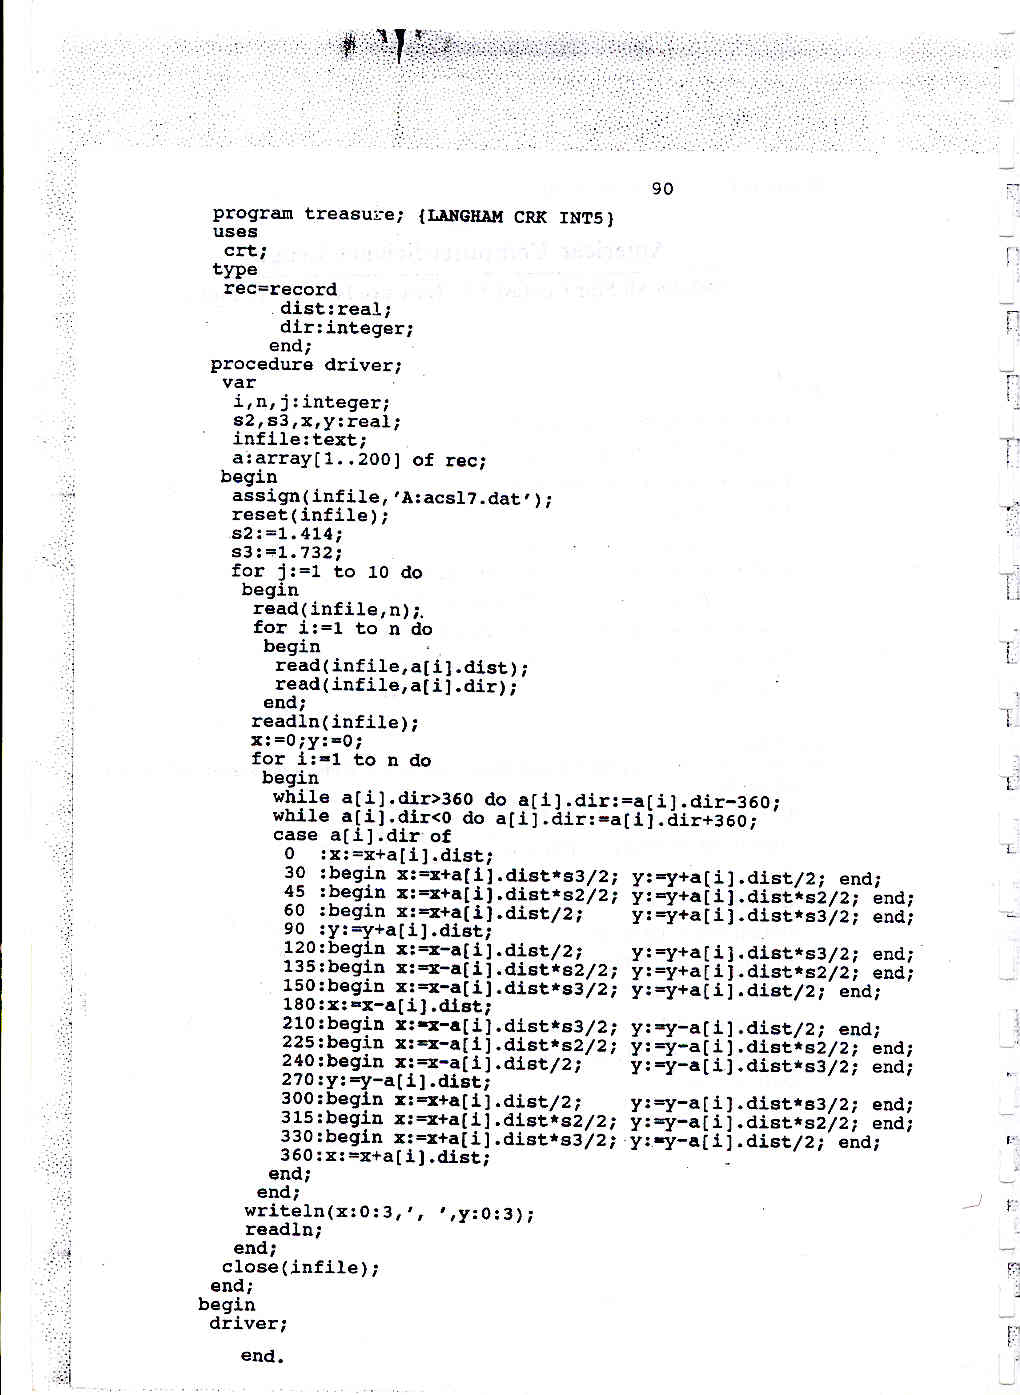 90
program treasure; {LANGHAM CRK INT5}
uses
 crt;
type
 rec=record
      dist:real;
      dir:integer;
     end;
procedure driver;
 var
  i,n,j:integer;
  s2,s3,x,y:real;
  infile:text;
  a:array[1..200] of rec;
 begin
  assign(infile,'A:acsl7.dat');
  reset(infile);
  s2:=1.414;
  s3:=1.732;
  for j:=1 to 10 do
   begin
    read(infile,n);
    for i:=1 to n do
     begin
      read(infile,a[i].dist);
      read(infile,a[i].dir);
     end;
    readln(infile);
    x:=0;y:=0;
    for i:=1 to n do
     begin
      while a[i].dir>360 do a[i].dir:=a[i].dir-360;
      while a[i].dir<0 do a[i].dir:=a[i].dir+360;
      case a[i].dir of
       0  :x:=x+a[i].dist;
       30 :begin x:=x+a[i].dist*s3/2; y:=y+a[i].dist/2; end;
       45 :begin x:=x+a[i].dist*s2/2; y:=y+a[i].dist*s2/2; end;
       60 :begin x:=x+a[i].dist/2;    y:=y+a[i].dist*s3/2; end;
       90 :y:=y+a[i].dist;
       120:begin x:=x-a[i].dist/2;    y:=y+a[i].dist*s3/2; end;
       135:begin x:=x-a[i].dist*s2/2; y:=y+a[i].dist*s2/2; end;
       150:begin x:=x-a[i].dist*s3/2; y:=y+a[i].dist/2; end;
       180:x:=x-a[i].dist;
       210:begin x:=x-a[i].dist*s3/2; y:=y-a[i].dist/2; end;
       225:begin x:=x-a[i].dist*s2/2; y:=y-a[i].dist*s2/2; end;
       240:begin x:=x-a[i].dist/2;    y:=y-a[i].dist*s3/2; end;
       270:y:=y-a[i].dist;
       300:begin x:=x+a[i].dist/2;    y:=y-a[i].dist*s3/2; end;
       315:begin x:=x+a[i].dist*s2/2; y:=y-a[i].dist*s2/2; end;
       330:begin x:=x+a[i].dist*s3/2; y:=y-a[i].dist/2; end;
       360:x:=x+a[i].dist;
      end;
     end;
    writeln(x:0:3,', ',y:0:3);
    readln;
   end;
  close(infile);
 end;
begin
 driver;
end.